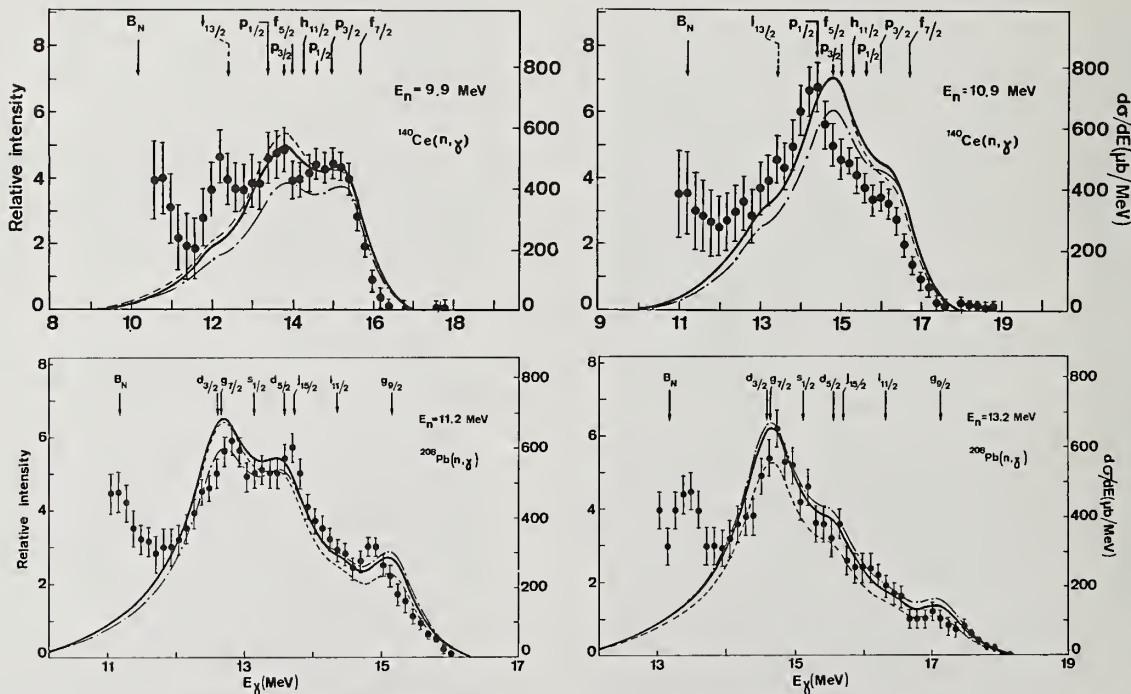 8
6
4
2
0
Relative intensity
B_N
i_13/2
p_1/2
f_5/2
h_11/2
p_3/2
f_7/2
p_3/2
p_1/2
E_n = 9.9 MeV
¹⁴⁰Ce(n,γ)
800
600
400
200
0
8 10 12 14 16 18
8
6
4
2
0
B_N
i_13/2
p_1/2
f_5/2
h_11/2
p_3/2
f_7/2
p_3/2
p_1/2
E_n = 10.9 MeV
¹⁴⁰Ce(n,γ)
800
600
400
200
0
dσ/dE(μb/MeV)
9 11 13 15 17 19
8
6
4
2
0
Relative intensity
B_N
d_3/2
g_7/2
s_1/2
d_5/2
j_15/2
i_11/2
g_9/2
E_n = 11.2 MeV
²⁰⁸Pb(n,γ)
800
600
400
200
0
11 13 15 17
E_γ(MeV)
8
6
4
2
0
B_N
d_3/2
g_7/2
s_1/2
d_5/2
j_15/2
i_11/2
g_9/2
E_n = 13.2 MeV
²⁰⁸Pb(n,γ)
800
600
400
200
0
dσ/dE(μb/MeV)
13 15 17 19
E_γ(MeV)